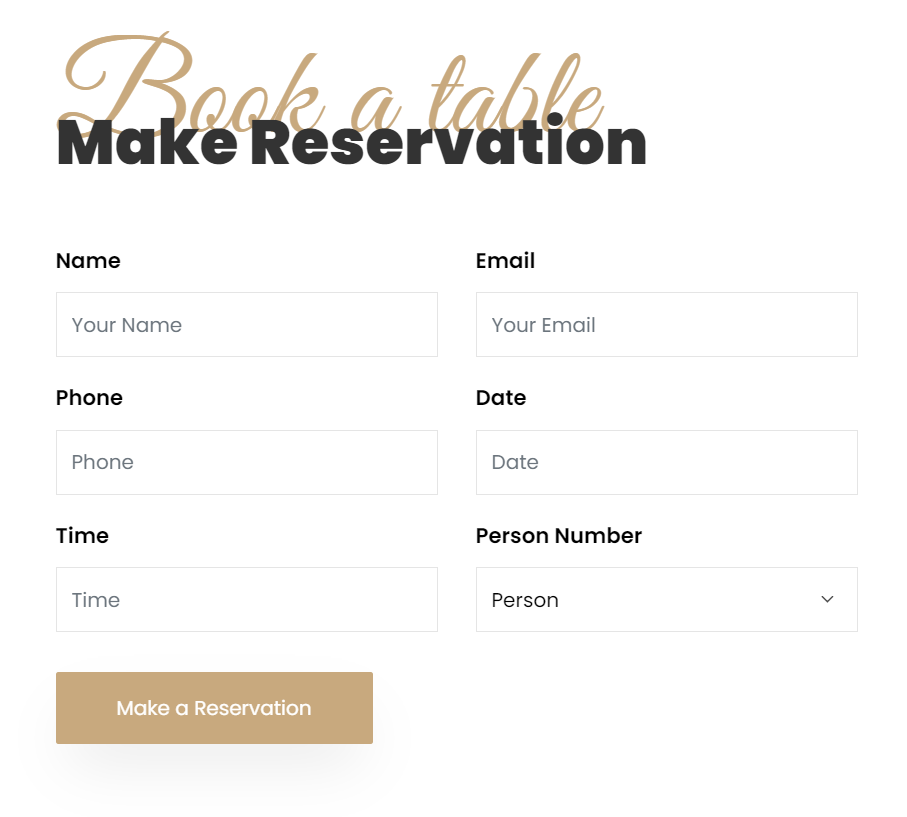 Book a table
Make Reservation
Name
Email
Your Name
Your Email
Phone
Date
Phone
Date
Time
Person Number
Time
Person
Make a Reservation